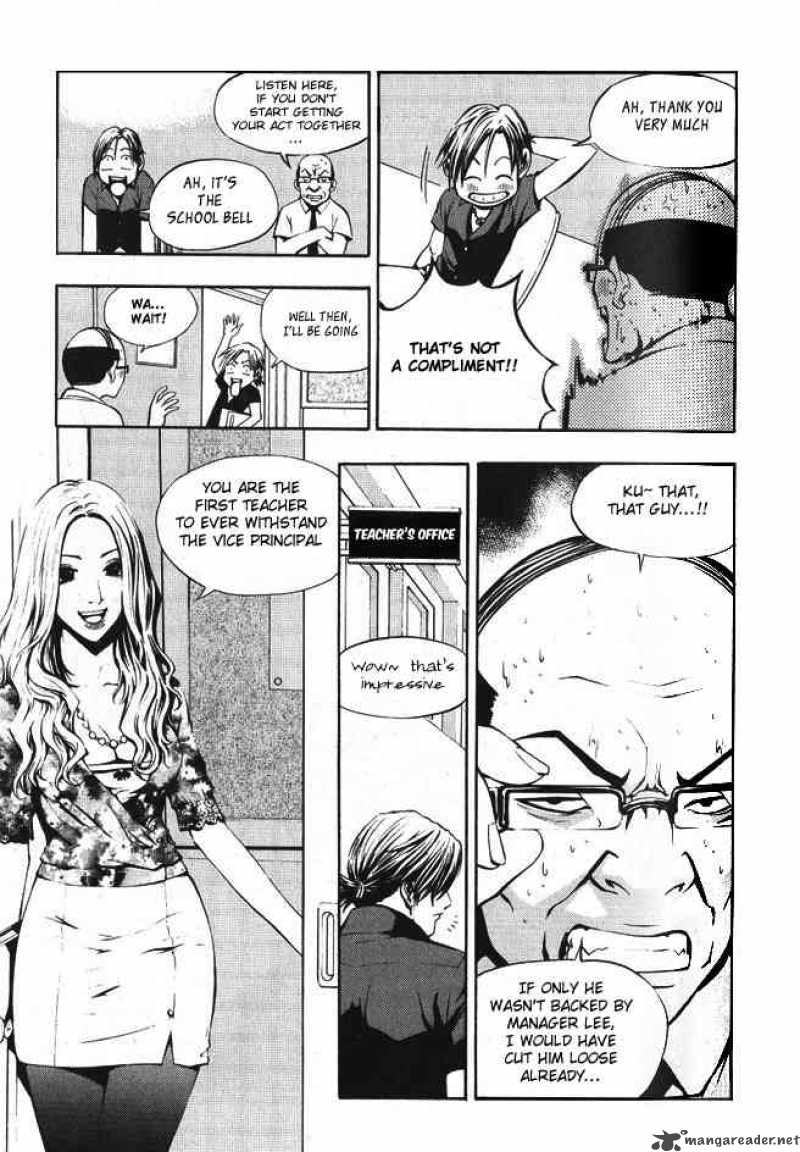 AH, THANK YOU
VERY MUCH
THAT'S NOT
A COMPLIMENT!!
LISTEN HERE,
IF YOU DON'T
START GETTING
YOUR ACT TOGETHER
...
AH, IT'S
THE
SCHOOL BELL
WELL THEN,
I'LL BE GOING
WA...
WAIT!
KU~ THAT,
THAT GUY...!!
IF ONLY HE
WASN'T BACKED BY
MANAGER LEE,
I WOULD HAVE
CUT HIM LOOSE
ALREADY...
TEACHER'S OFFICE
Wow~ that's
impressive
YOU ARE THE
FIRST TEACHER
TO EVER WITHSTAND
THE VICE PRINCIPAL
mangareader.net